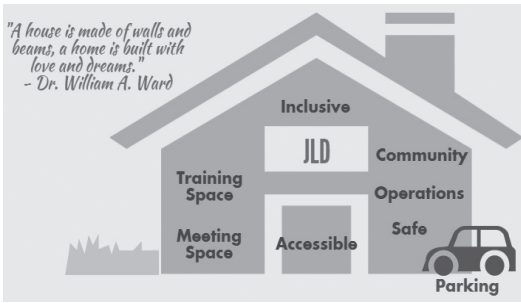 "A house is made of walls and
beams, a home is built with
love and dreams."
- Dr. William A. Ward
Inclusive
JLD
Community
Training
Space
Operations
Safe
Meeting
Space
Accessible
Parking